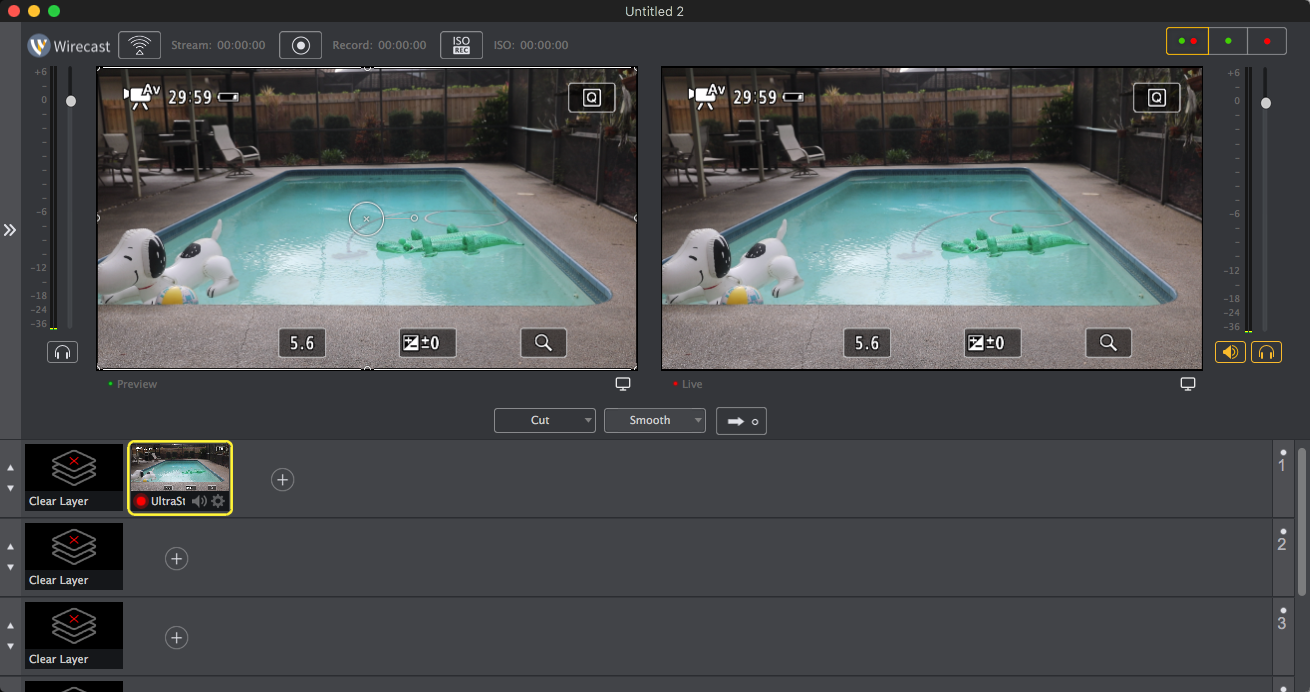 Untitled 2
Wirecast
Stream: 00:00:00
Record: 00:00:00
ISO
REC
ISO: 00:00:00
+6
0
-6
-12
-18
-24
-36
Av
29:59
Q
5.6
±0
Preview
Av
29:59
Q
5.6
±0
Live
+6
0
-6
-12
-18
-24
-36
Cut
Smooth
Clear Layer
UltraSt
1
Clear Layer
2
Clear Layer
3